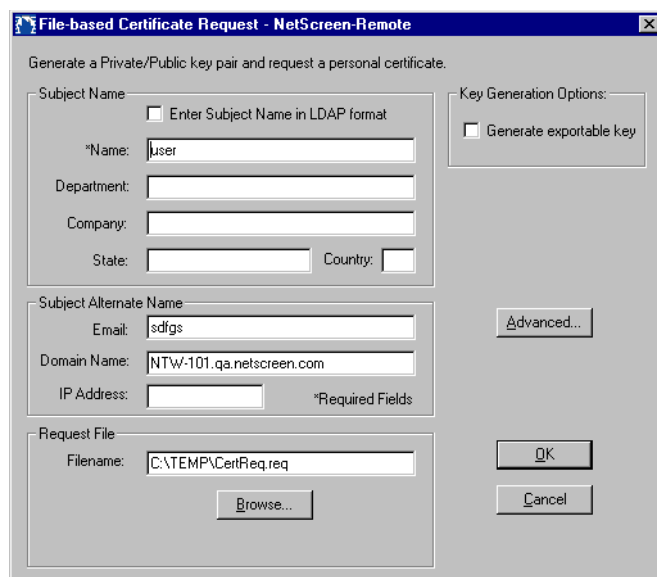 File-based Certificate Request - NetScreen-Remote
Generate a Private/Public key pair and request a personal certificate.
Subject Name
Enter Subject Name in LDAP format
*Name: user
Department:
Company:
State: Country:
Key Generation Options:
Generate exportable key
Subject Alternate Name
Email: sdfgs
Domain Name: NTW-101.qa.netscreen.com
IP Address: *Required Fields
Advanced...
Request File
Filename: C:\TEMP\CertReq.req
Browse...
OK
Cancel